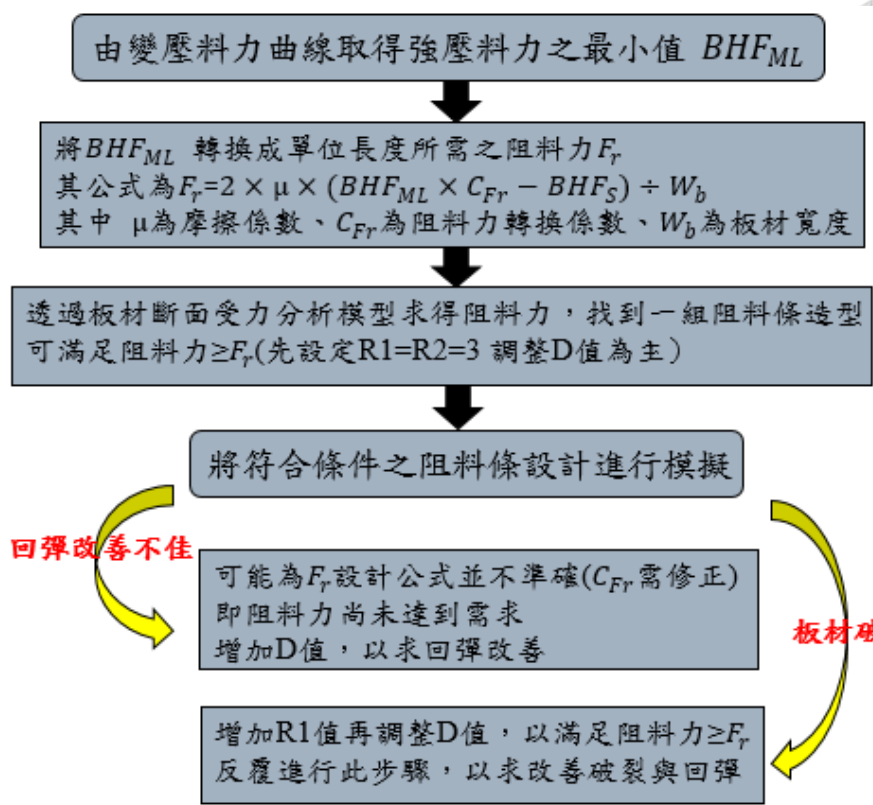 由變壓料力曲線取得強壓料力之最小值 BHF_ML
將BHF_ML 轉換成單位長度所需之阻料力F_r
其公式為F_r=2 × μ × (BHF_ML × C_Fr − BHF_S) ÷ W_b
其中 μ為摩擦係數、C_Fr為阻料力轉換係數、W_b為板材寬度
透過板材斷面受力分析模型求得阻料力，找到一組阻料條造型
可滿足阻料力≥F_r(先設定R1=R2=3 調整D值為主)
將符合條件之阻料條設計進行模擬
回彈改善不佳
可能為F_r設計公式並不準確(C_Fr需修正)
即阻料力尚未達到需求
增加D值，以求回彈改善
板材破
增加R1值再調整D值，以滿足阻料力≥F_r
反覆進行此步驟，以求改善破裂與回彈